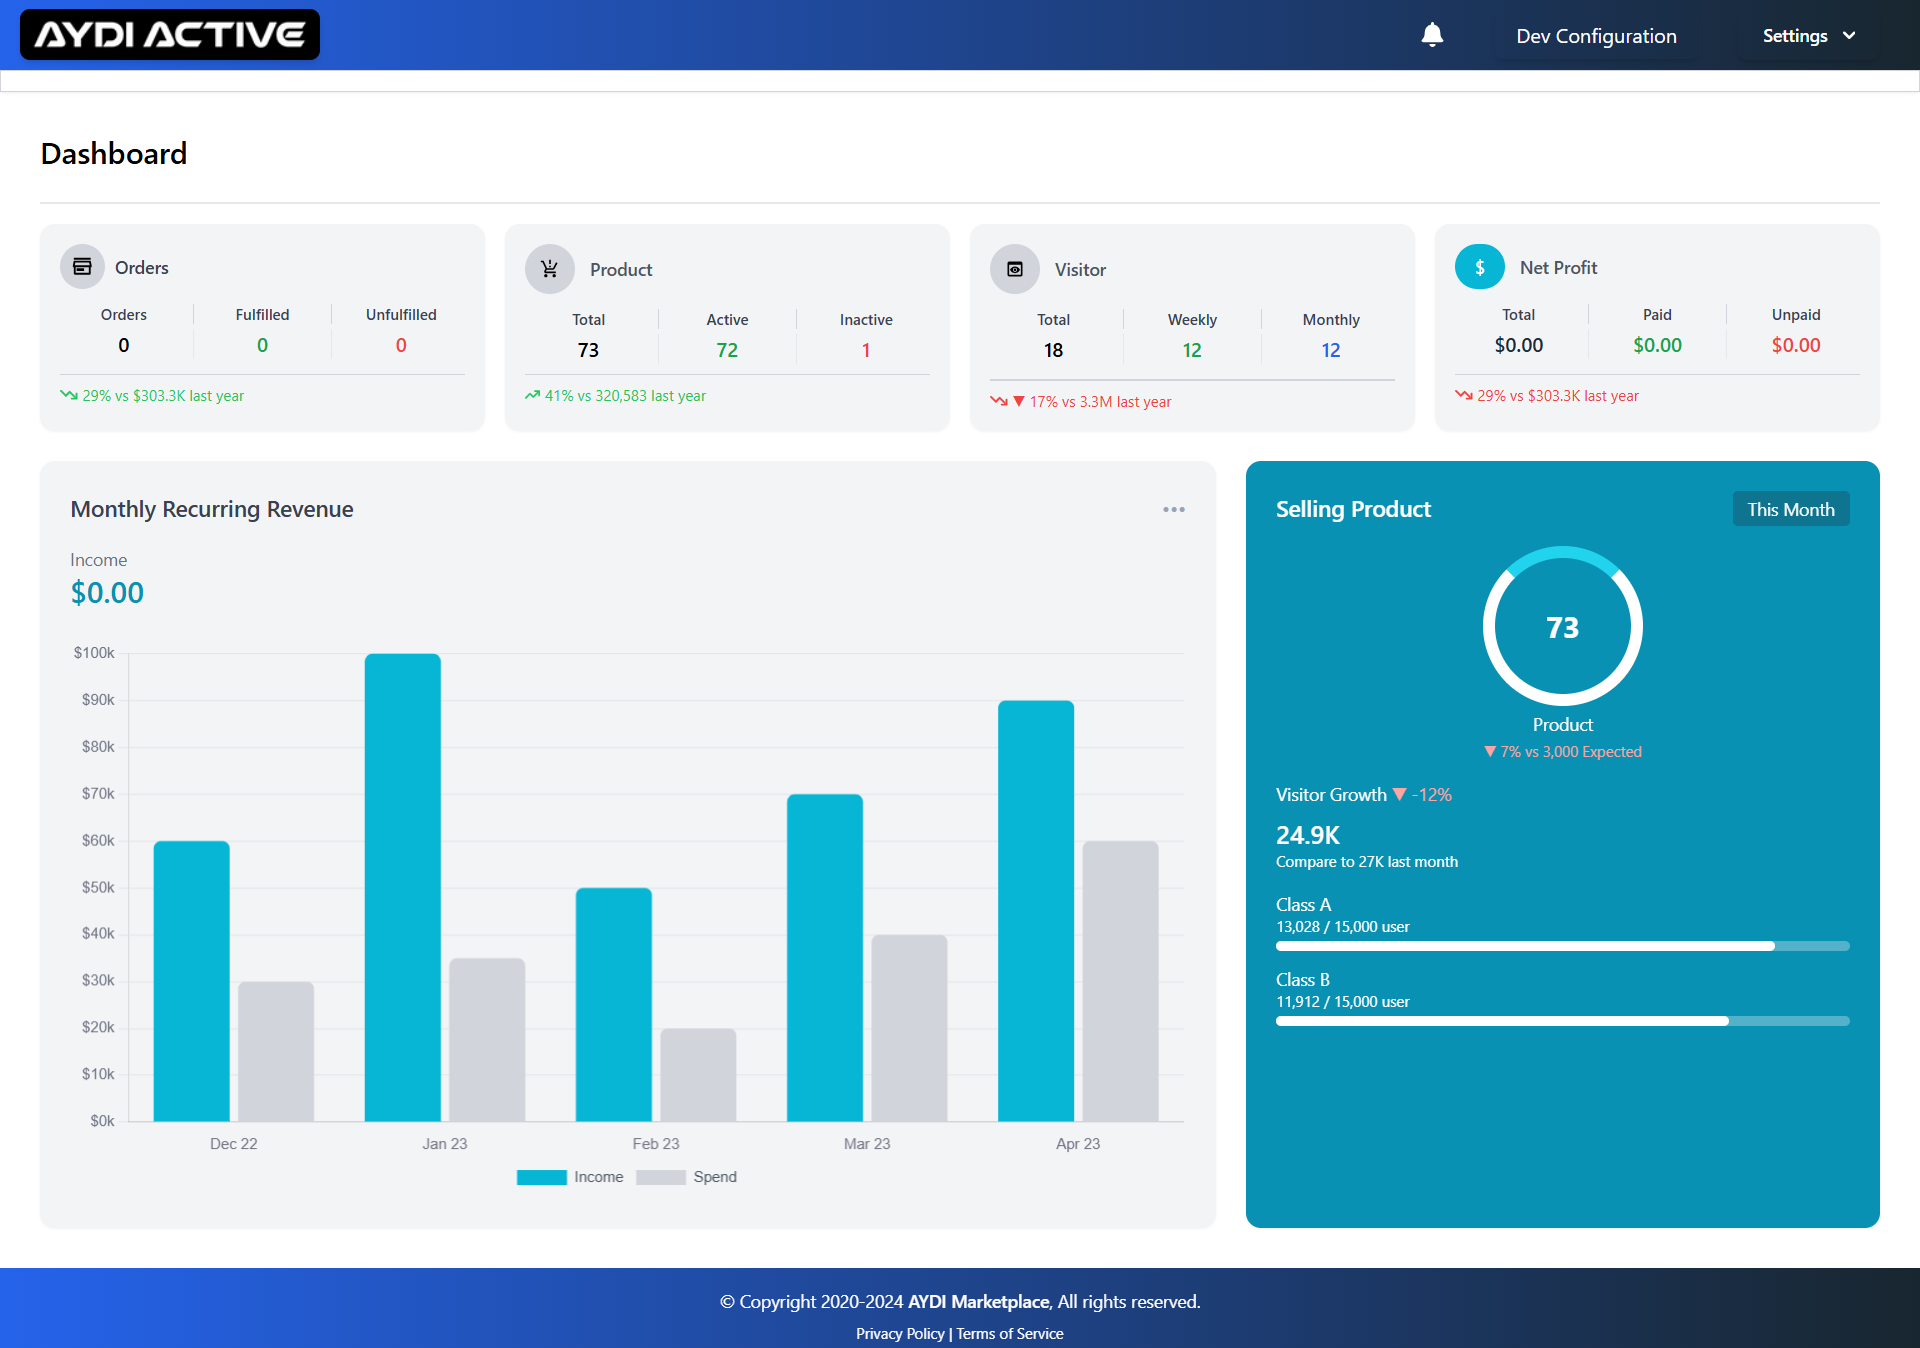 AYDI ACTIVE
Dev Configuration
Settings
Dashboard
Orders
Orders Fulfilled Unfulfilled
0 0 0
29% vs $303.3K last year
Product
Total Active Inactive
73 72 1
41% vs 320,583 last year
Visitor
Total Weekly Monthly
18 12 12
▼ 17% vs 3.3M last year
$ Net Profit
Total Paid Unpaid
$0.00 $0.00 $0.00
29% vs $303.3K last year
Monthly Recurring Revenue
Income
$0.00
$100k
$90k
$80k
$70k
$60k
$50k
$40k
$30k
$20k
$10k
$0k
Dec 22 Jan 23 Feb 23 Mar 23 Apr 23
Income Spend
Selling Product
This Month
73
Product
▼ 7% vs 3,000 Expected
Visitor Growth ▼ -12%
24.9K
Compare to 27K last month
Class A
13,028 / 15,000 user
Class B
11,912 / 15,000 user
© Copyright 2020-2024 AYDI Marketplace, All rights reserved.
Privacy Policy | Terms of Service